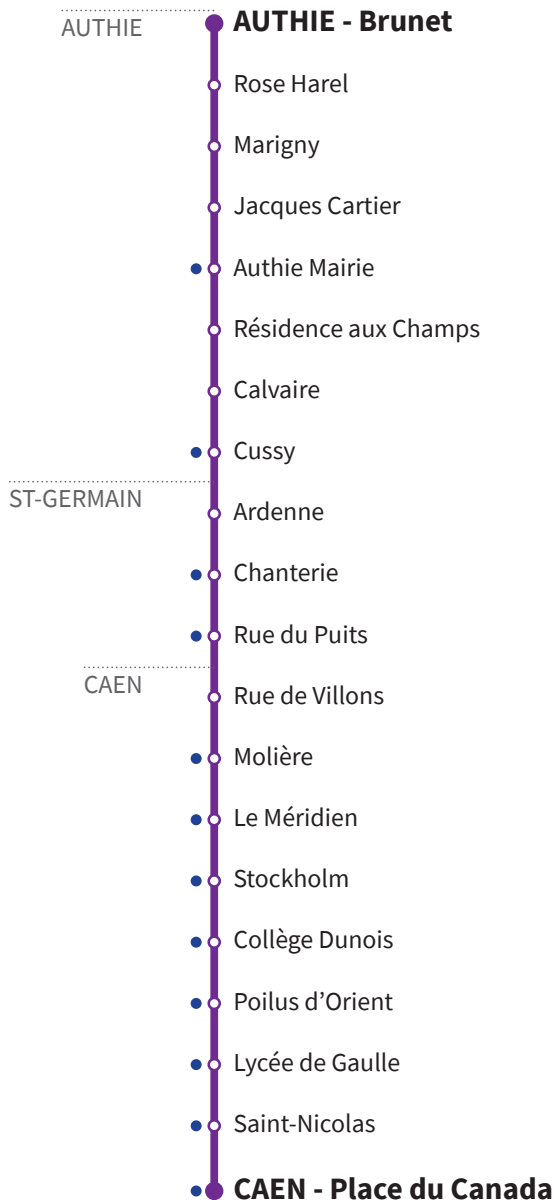 AUTHIE
AUTHIE - Brunet
Rose Harel
Marigny
Jacques Cartier
Authie Mairie
Résidence aux Champs
Calvaire
Cussy
ST-GERMAIN
Ardenne
Chanterie
Rue du Puits
CAEN
Rue de Villons
Molière
Le Méridien
Stockholm
Collège Dunois
Poilus d’Orient
Lycée de Gaulle
Saint-Nicolas
CAEN - Place du Canada